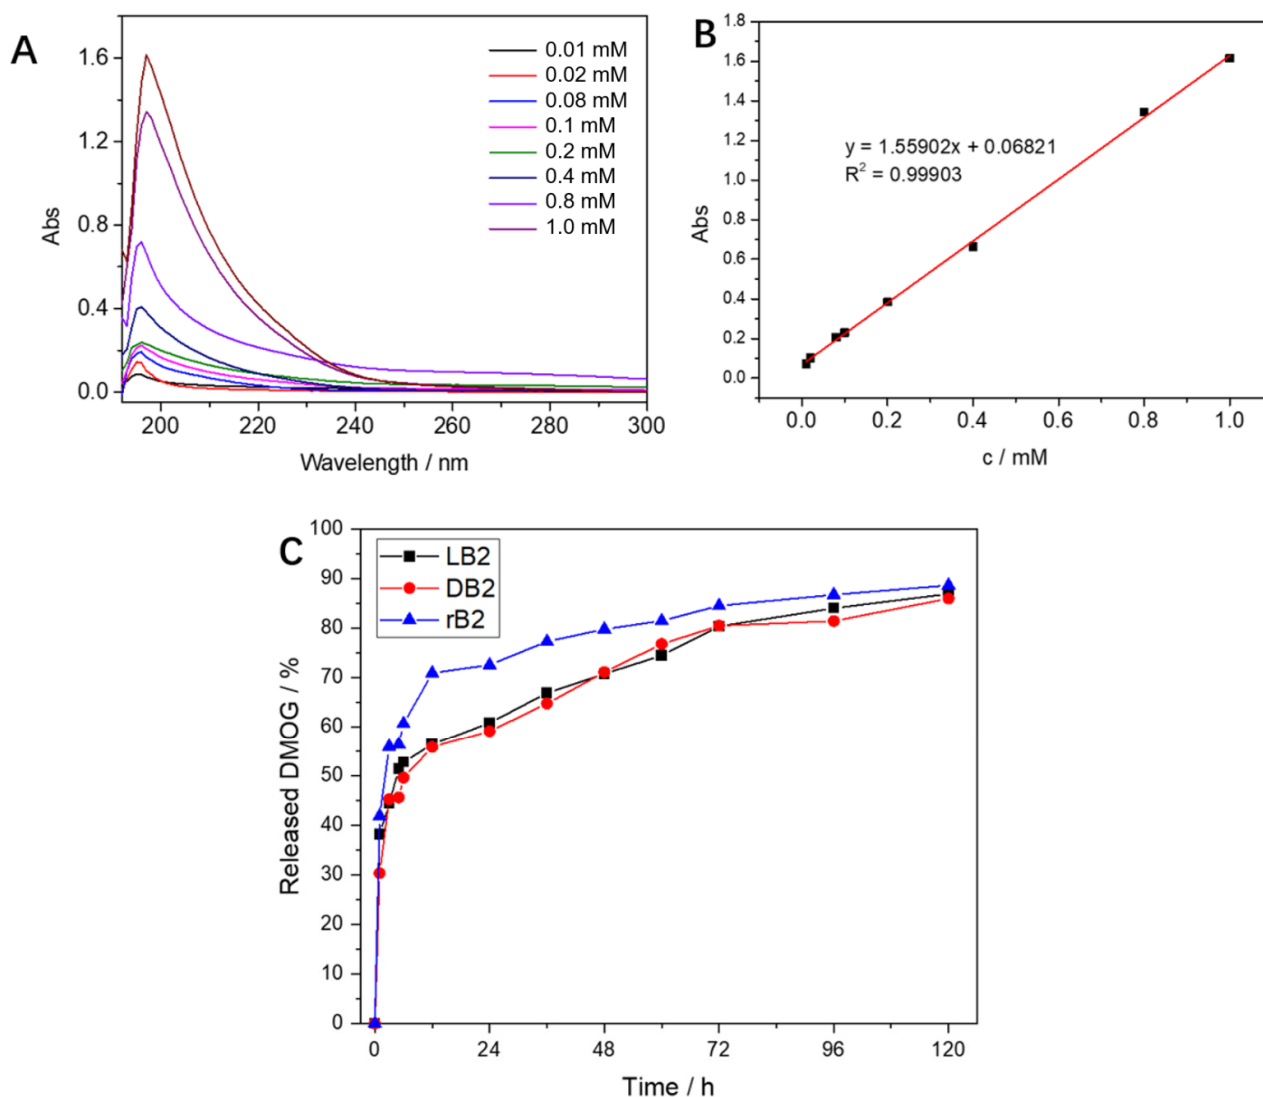 A
1.6
1.2
0.8
0.4
0.0
Abs
200
220
240
260
280
300
Wavelength / nm
0.01 mM
0.02 mM
0.08 mM
0.1 mM
0.2 mM
0.4 mM
0.8 mM
1.0 mM
B
1.8
1.6
1.4
1.2
1.0
0.8
0.6
0.4
0.2
0.0
Abs
y = 1.55902x + 0.06821
R² = 0.99903
0.0
0.2
0.4
0.6
0.8
1.0
c / mM
C
100
90
80
70
60
50
40
30
20
10
0
Released DMOG / %
LB2
DB2
rB2
0
24
48
72
96
120
Time / h